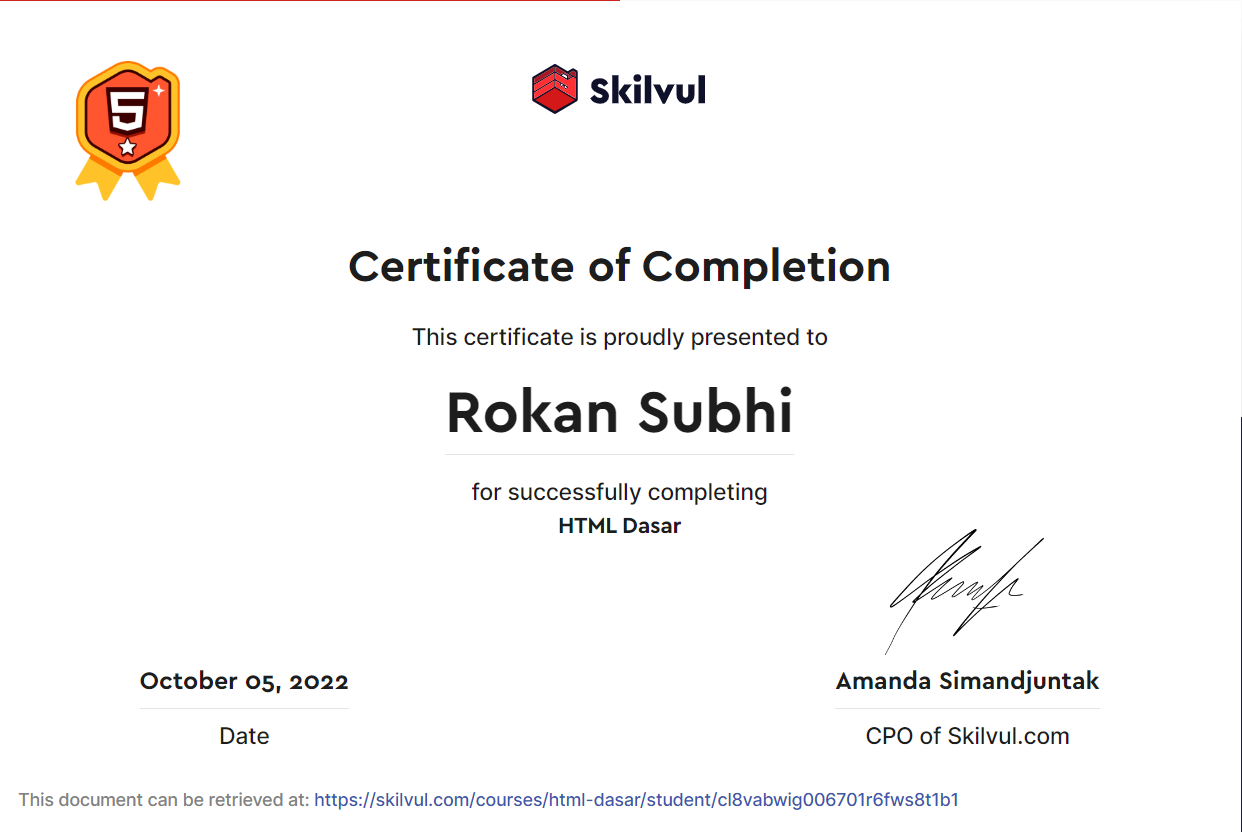 Skilvul
Certificate of Completion
This certificate is proudly presented to
Rokan Subhi
for successfully completing
HTML Dasar
October 05, 2022
Date
Amanda Simandjuntak
CPO of Skilvul.com
This document can be retrieved at: https://skilvul.com/courses/html-dasar/student/cl8vabwig006701r6fws8t1b1